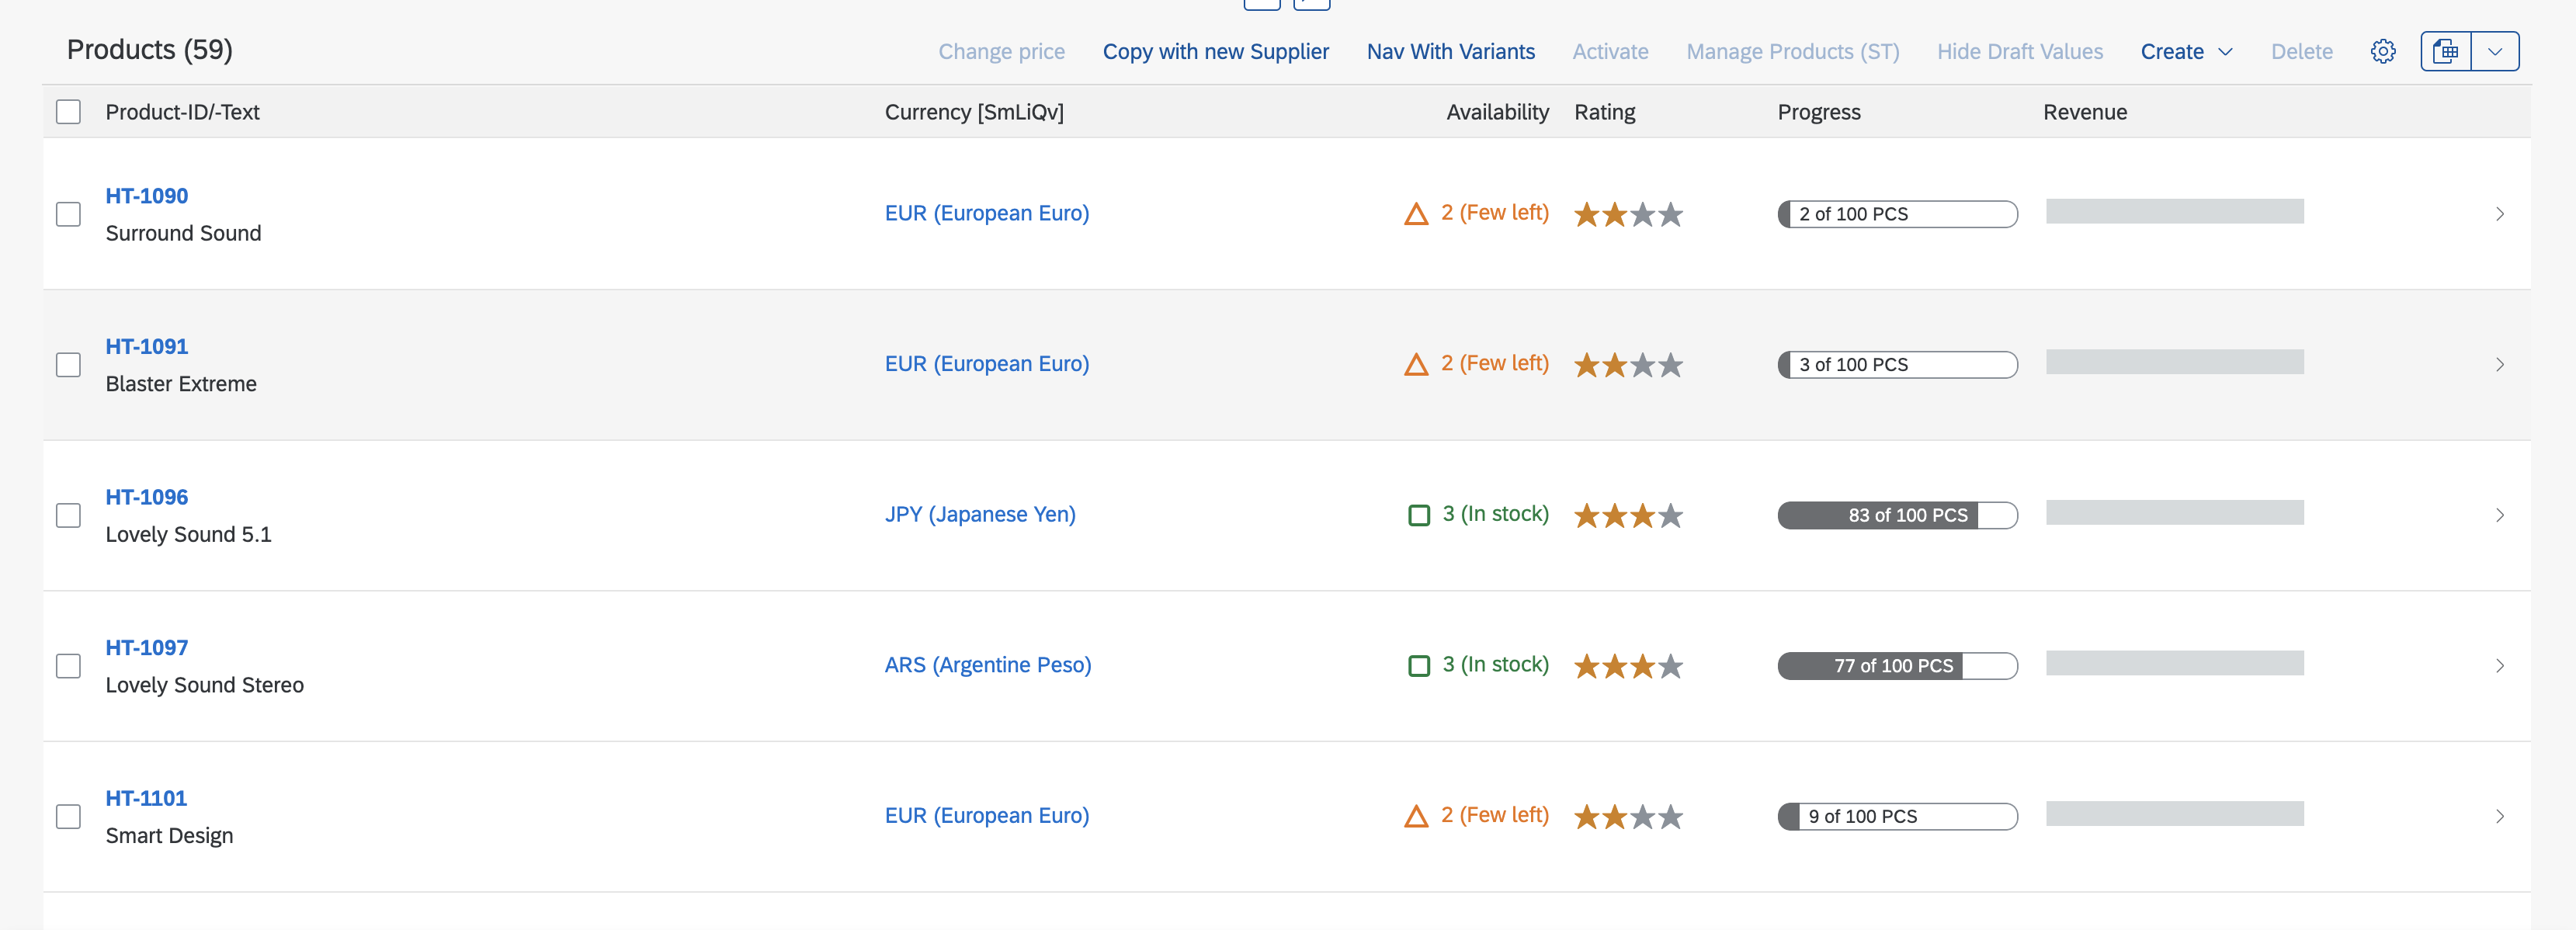 Products (59)
Change price Copy with new Supplier Nav With Variants Activate Manage Products (ST) Hide Draft Values Create Delete
Product-ID/-Text Currency [SmLiQv] Availability Rating Progress Revenue
HT-1090
Surround Sound
EUR (European Euro)
2 (Few left)
2 of 100 PCS
HT-1091
Blaster Extreme
EUR (European Euro)
2 (Few left)
3 of 100 PCS
HT-1096
Lovely Sound 5.1
JPY (Japanese Yen)
3 (In stock)
83 of 100 PCS
HT-1097
Lovely Sound Stereo
ARS (Argentine Peso)
3 (In stock)
77 of 100 PCS
HT-1101
Smart Design
EUR (European Euro)
2 (Few left)
9 of 100 PCS